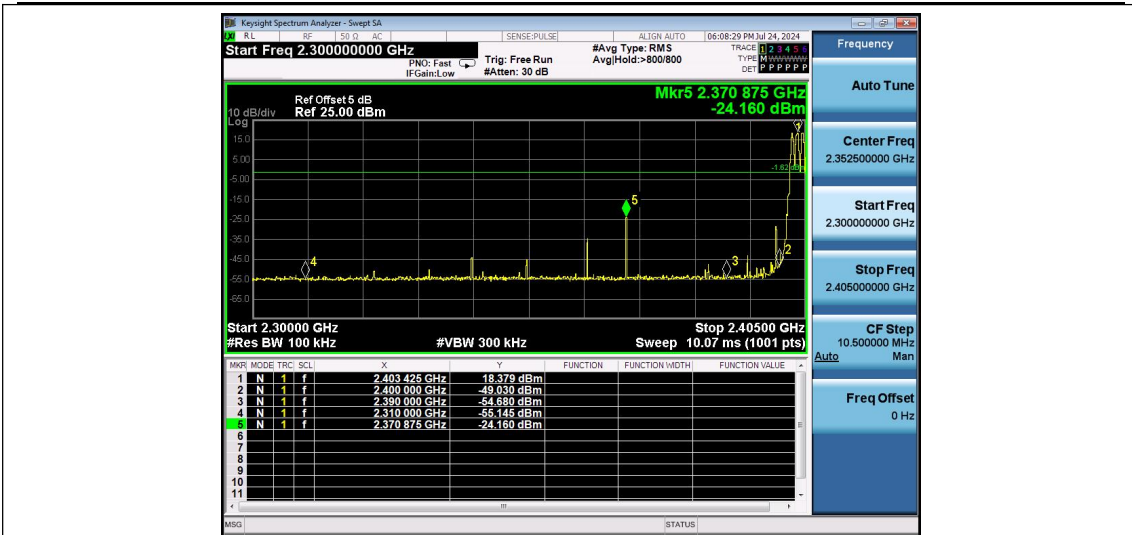 Keysight Spectrum Analyzer - Swept SA
LXI RL RF 50 Ω AC SENSE:PULSE ALIGN AUTO 06:08:29 PM Jul 24, 2024
Start Freq 2.300000000 GHz
PNO: Fast
IFGain:Low
Trig: Free Run
#Atten: 30 dB
#Avg Type: RMS
Avg|Hold:>800/800
TRACE 1 2 3 4 5 6
TYPE M WWWWW
DET P P P P P P
Mkr5 2.370 875 GHz
-24.160 dBm
Ref Offset 5 dB
10 dB/div Ref 25.00 dBm
Log
15.0
5.00
-1.62 dBm
-5.00
-15.0
5
-25.0
-35.0
-45.0
4 3 2
-55.0
-65.0
Start 2.30000 GHz Stop 2.40500 GHz
#Res BW 100 kHz #VBW 300 kHz Sweep 10.07 ms (1001 pts)
MKR MODE TRC SCL X Y FUNCTION FUNCTION WIDTH FUNCTION VALUE
1 N 1 f 2.403 425 GHz 18.379 dBm
2 N 1 f 2.400 000 GHz -49.030 dBm
3 N 1 f 2.390 000 GHz -54.680 dBm
4 N 1 f 2.310 000 GHz -55.145 dBm
5 N 1 f 2.370 875 GHz -24.160 dBm
6
7
8
9
10
11
MSG STATUS
Frequency
Auto Tune
Center Freq
2.352500000 GHz
Start Freq
2.300000000 GHz
Stop Freq
2.405000000 GHz
CF Step
10.500000 MHz
Auto Man
Freq Offset
0 Hz